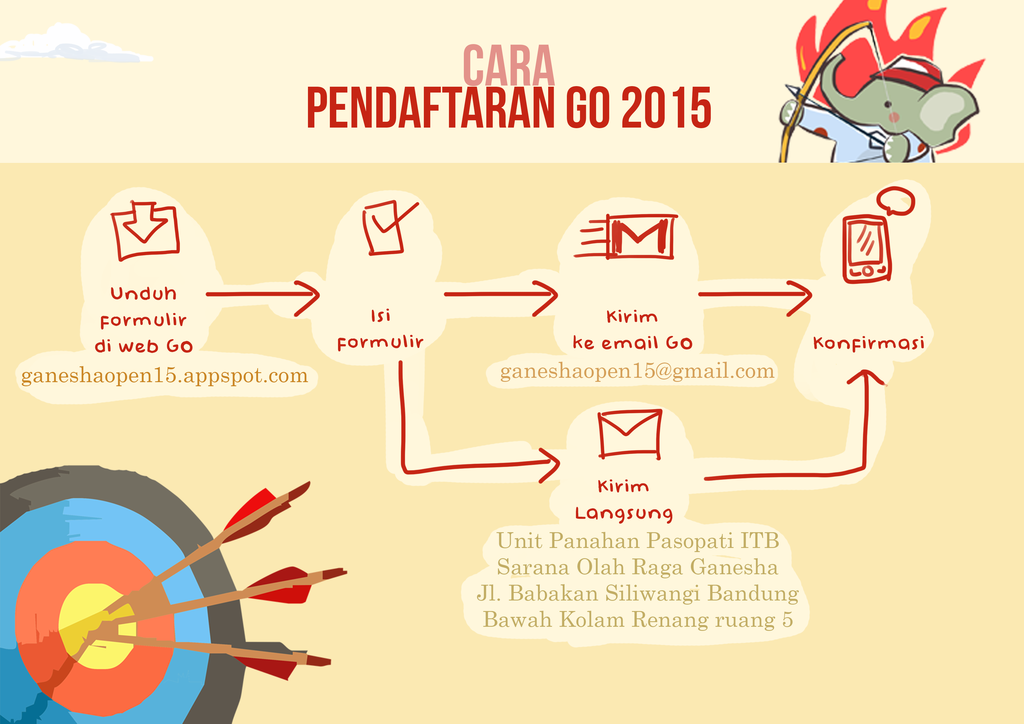 CARA
PENDAFTARAN GO 2015
Unduh
formulir
di web GO
ganeshaopen15.appspot.com
Isi
formulir
Kirim
ke email GO
ganeshaopen15@gmail.com
Konfirmasi
Kirim
Langsung
Unit Panahan Pasopati ITB
Sarana Olah Raga Ganesha
Jl. Babakan Siliwangi Bandung
Bawah Kolam Renang ruang 5